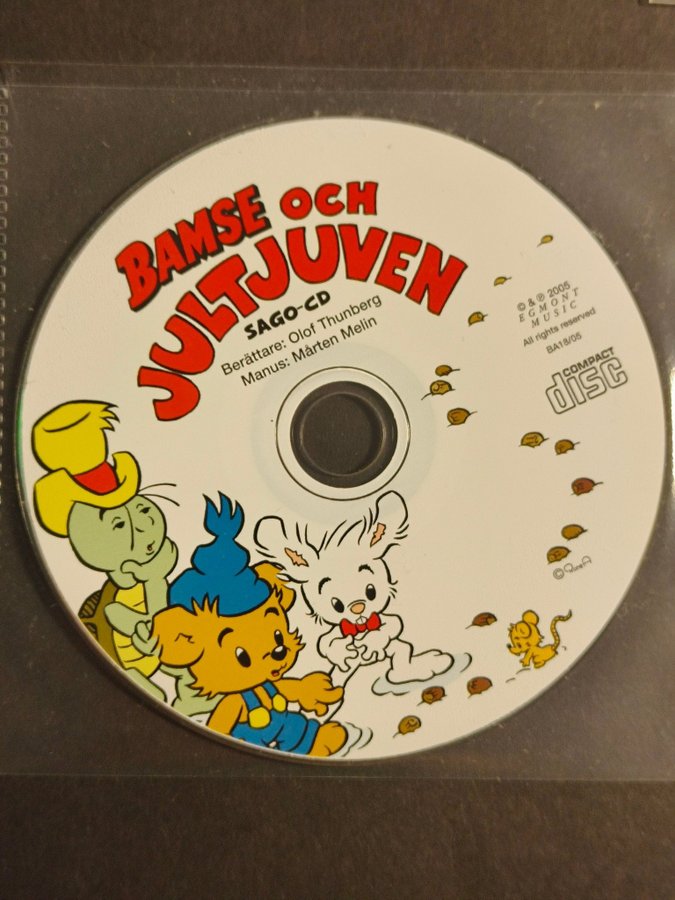 BAMSE OCH
JULTJUVEN
SAGO-CD
Berättare: Olof Thunberg
Manus: Mårten Melin
© & ℗ 2005
EGMONT
MUSIC
All rights reserved
BA18/05
COMPACT
disc
©